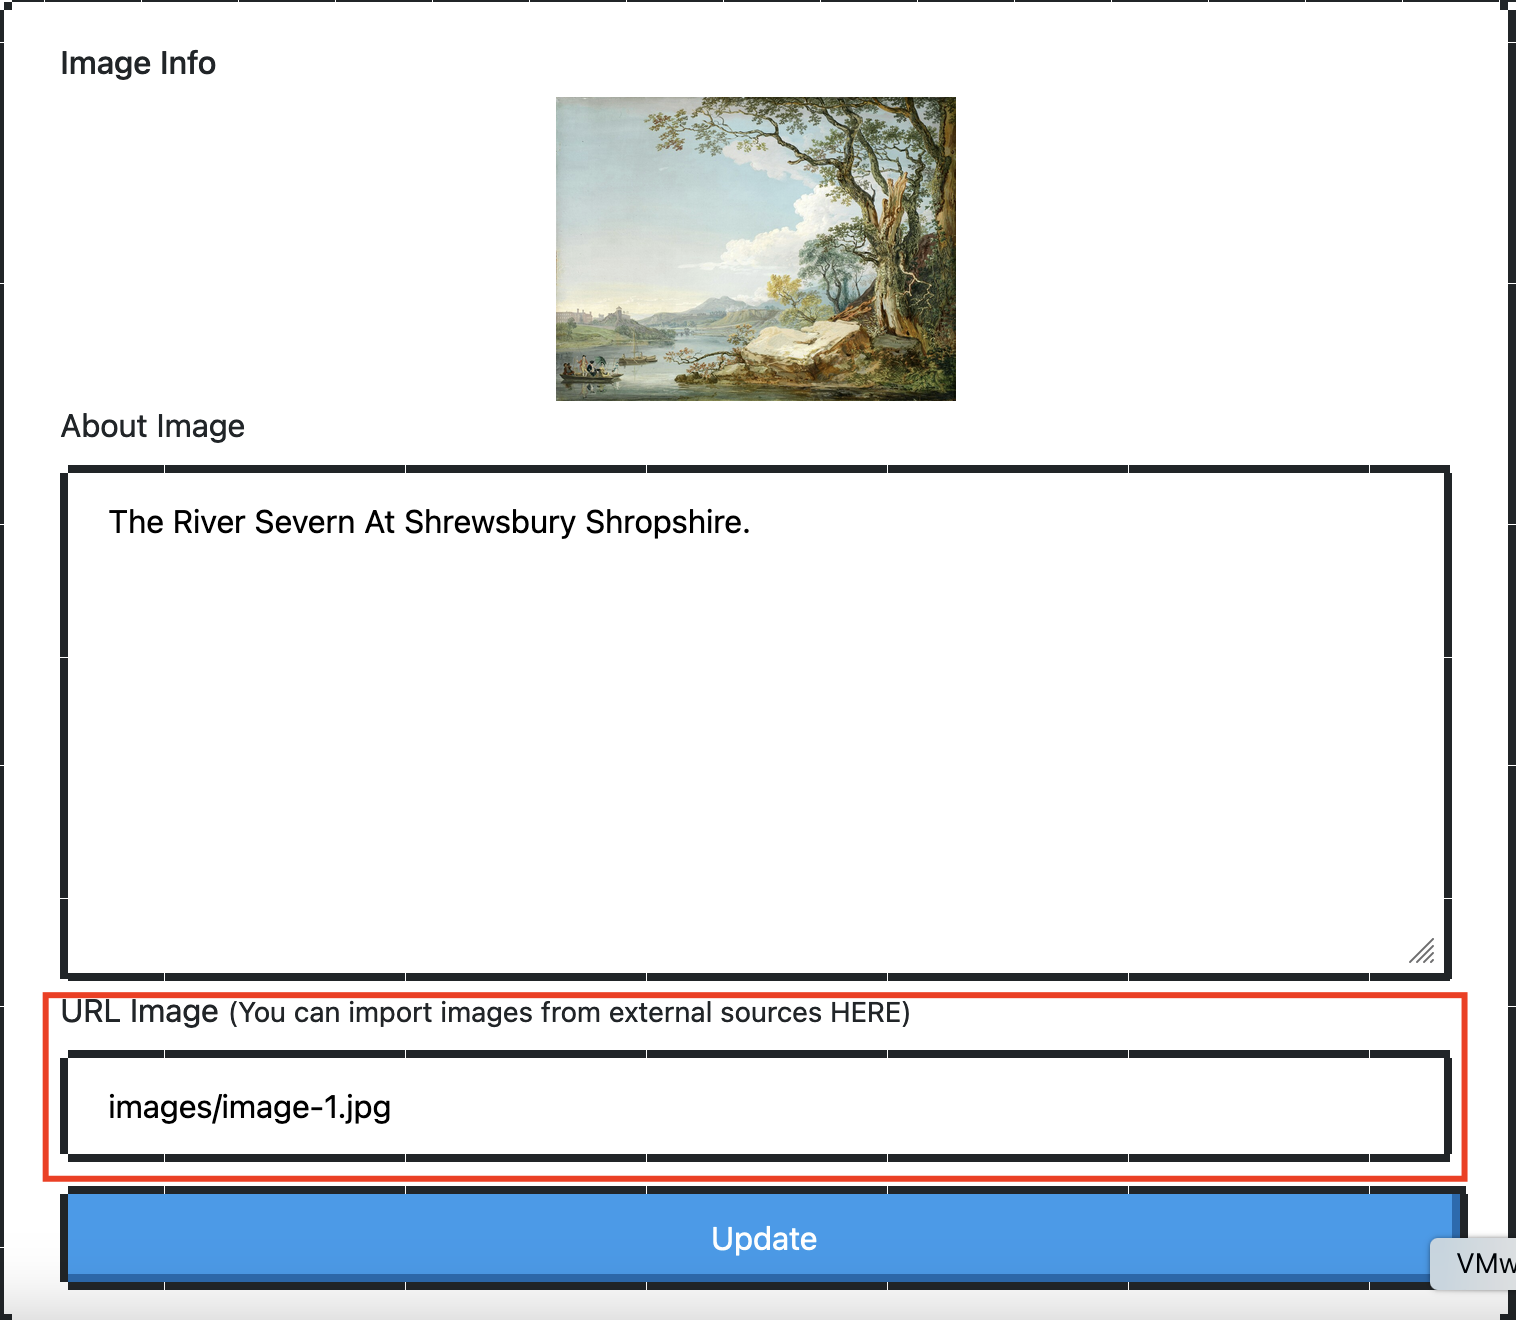 Image Info
About Image
The River Severn At Shrewsbury Shropshire.
URL Image (You can import images from external sources HERE)
images/image-1.jpg
Update